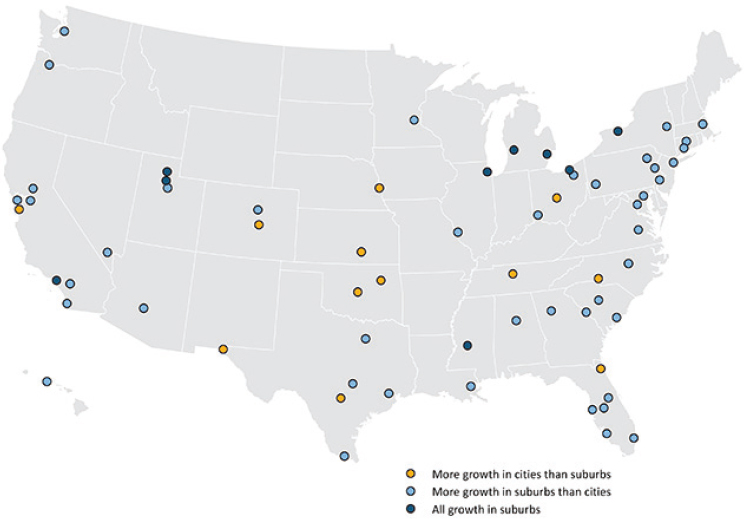 More growth in cities than suburbs
More growth in suburbs than cities
All growth in suburbs